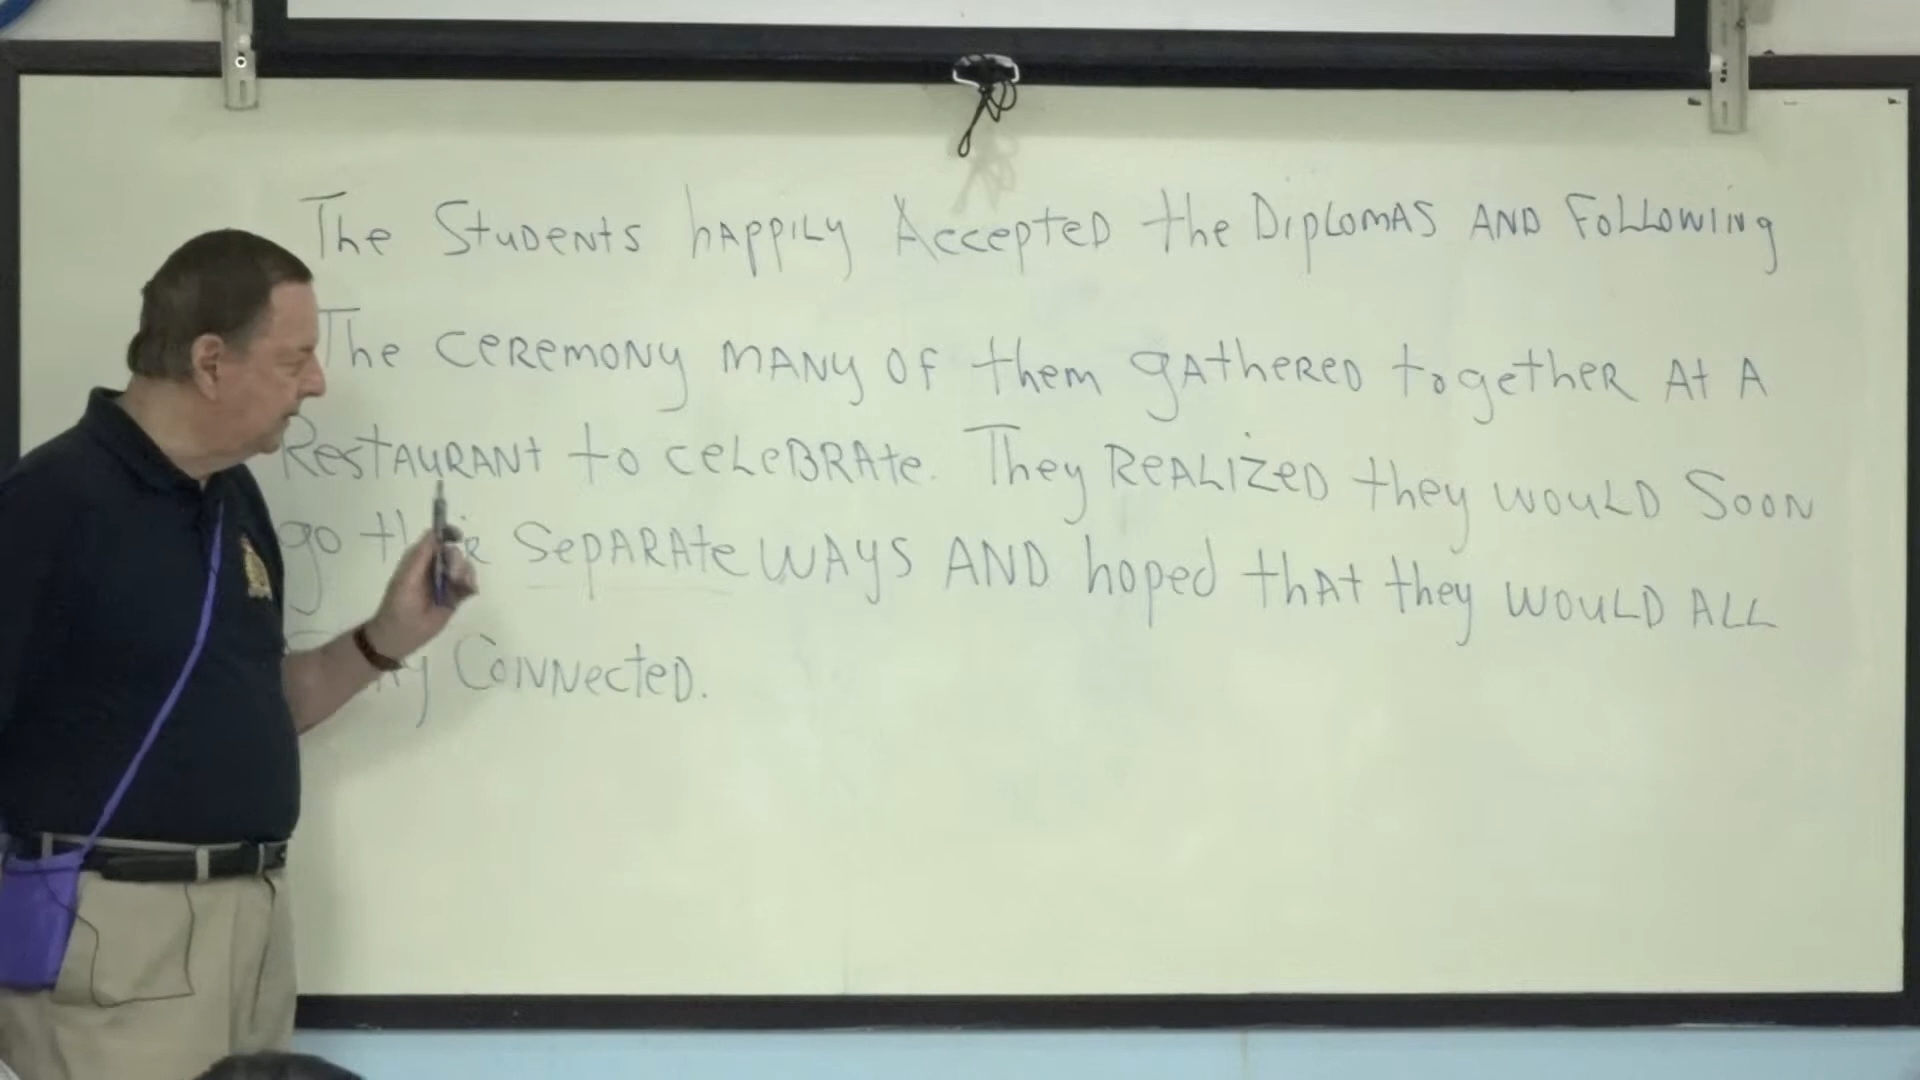 The Students happily Accepted the Diplomas AND Following
The ceremony many of them gathered together At A
Restaurant to celebrate. They Realized they would Soon
go their separate ways AND hoped that they would ALL
Connected.